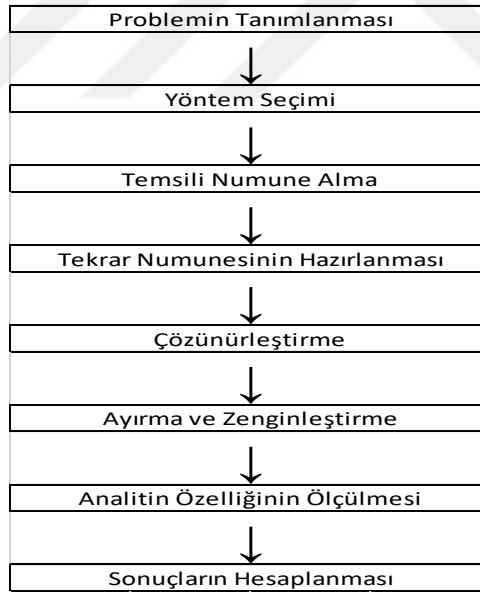 Problemin Tanımlanması
Yöntem Seçimi
Temsili Numune Alma
Tekrar Numunesinin Hazırlanması
Çözünürleştirme
Ayırma ve Zenginleştirme
Analitin Özelliğinin Ölçülmesi
Sonuçların Hesaplanması